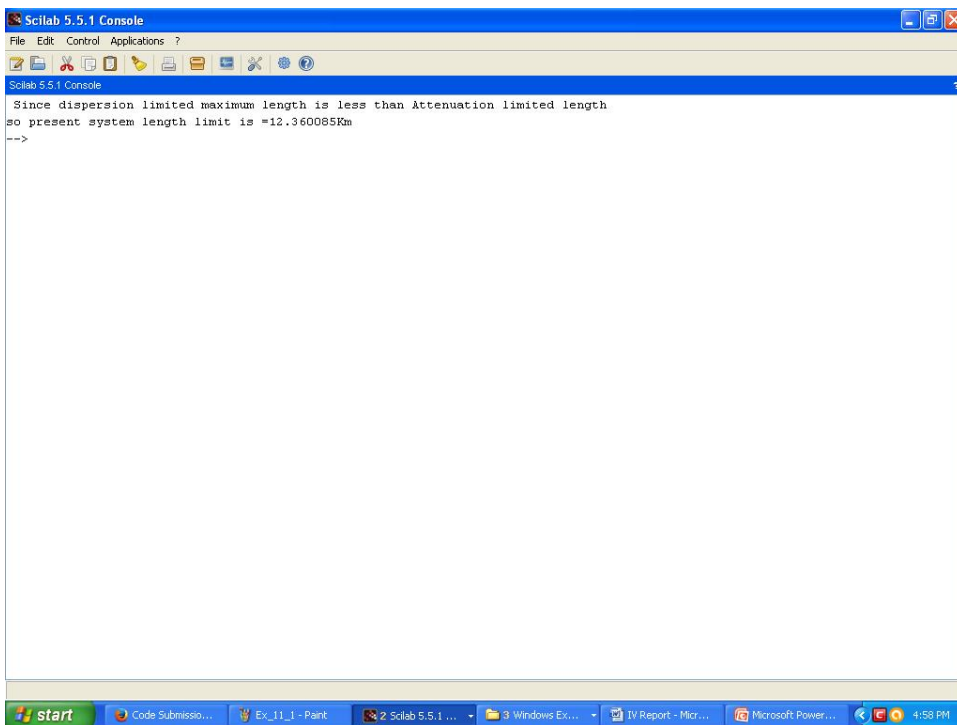 Scilab 5.5.1 Console
File Edit Control Applications ?
Scilab 5.5.1 Console ?
Since dispersion limited maximum length is less than Attenuation limited length
so present system length limit is =12.360085Km
-->
start Code Submissio... Ex_11_1 - Paint 2 Scilab 5.5.1 ... 3 Windows Ex... IV Report - Micr... Microsoft Power... 4:58 PM